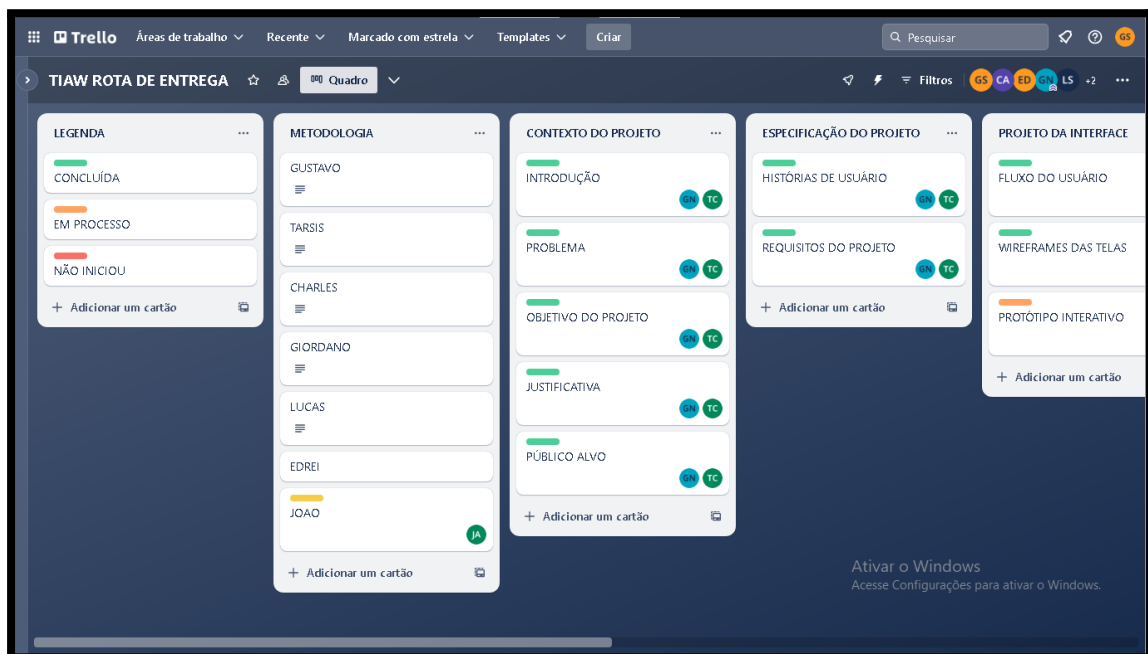 Trello
Áreas de trabalho
Recente
Marcado com estrela
Templates
Criar
Pesquisar
GS
TIAW ROTA DE ENTREGA
Quadro
Filtros
GS
CA
ED
GN
LS
+2
LEGENDA
CONCLUÍDA
EM PROCESSO
NÃO INICIOU
Adicionar um cartão
METODOLOGIA
GUSTAVO
TARSIS
CHARLES
GIORDANO
LUCAS
EDREI
JOAO
JA
Adicionar um cartão
CONTEXTO DO PROJETO
INTRODUÇÃO
GN TC
PROBLEMA
GN TC
OBJETIVO DO PROJETO
GN TC
JUSTIFICATIVA
GN TC
PÚBLICO ALVO
GN TC
Adicionar um cartão
ESPECIFICAÇÃO DO PROJETO
HISTÓRIAS DE USUÁRIO
GN TC
REQUISITOS DO PROJETO
GN TC
Adicionar um cartão
PROJETO DA INTERFACE
FLUXO DO USUÁRIO
WIREFRAMES DAS TELAS
PROTÓTIPO INTERATIVO
Adicionar um cartão
Ativar o Windows
Acesse Configurações para ativar o Windows.